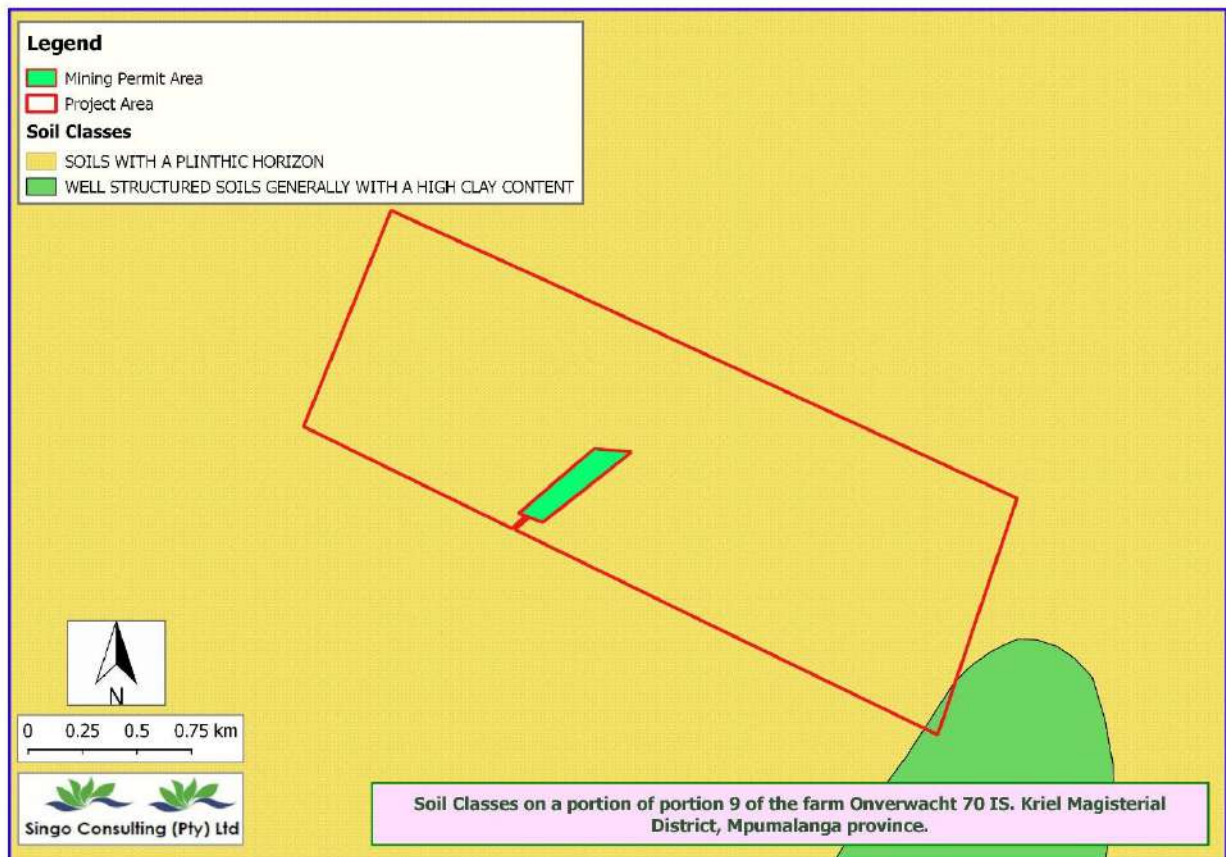 Legend
Mining Permit Area
Project Area
Soil Classes
SOILS WITH A PLINTHIC HORIZON
WELL STRUCTURED SOILS GENERALLY WITH A HIGH CLAY CONTENT
N
0 0.25 0.5 0.75 km
Singo Consulting (Pty) Ltd
Soil Classes on a portion of portion 9 of the farm Onverwacht 70 IS. Kriel Magisterial
District, Mpumalanga province.